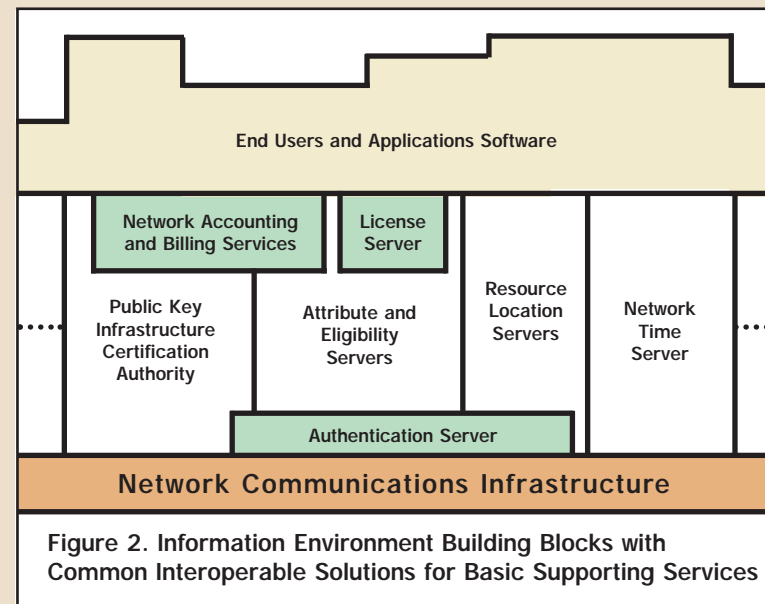 End Users and Applications Software
Network Accounting
and Billing Services
License
Server
Public Key
Infrastructure
Certification
Authority
Attribute and
Eligibility
Servers
Resource
Location
Servers
Network
Time
Server
Authentication Server
Network Communications Infrastructure
Figure 2. Information Environment Building Blocks with
Common Interoperable Solutions for Basic Supporting Services